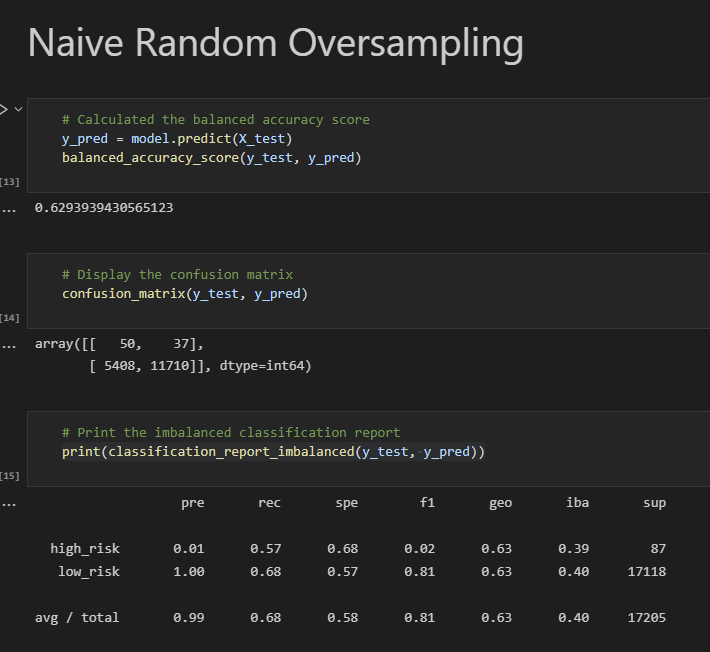 Naive Random Oversampling
# Calculated the balanced accuracy score
y_pred = model.predict(X_test)
balanced_accuracy_score(y_test, y_pred)
[13]
... 0.6293939430565123
# Display the confusion matrix
confusion_matrix(y_test, y_pred)
[14]
... array([[   50,    37],
       [ 5408, 11710]], dtype=int64)
# Print the imbalanced classification report
print(classification_report_imbalanced(y_test, y_pred))
[15]
...                   pre       rec       spe        f1       geo       iba       sup
  high_risk       0.01      0.57      0.68      0.02      0.63      0.39        87
   low_risk       1.00      0.68      0.57      0.81      0.63      0.40     17118
avg / total       0.99      0.68      0.58      0.81      0.63      0.40     17205